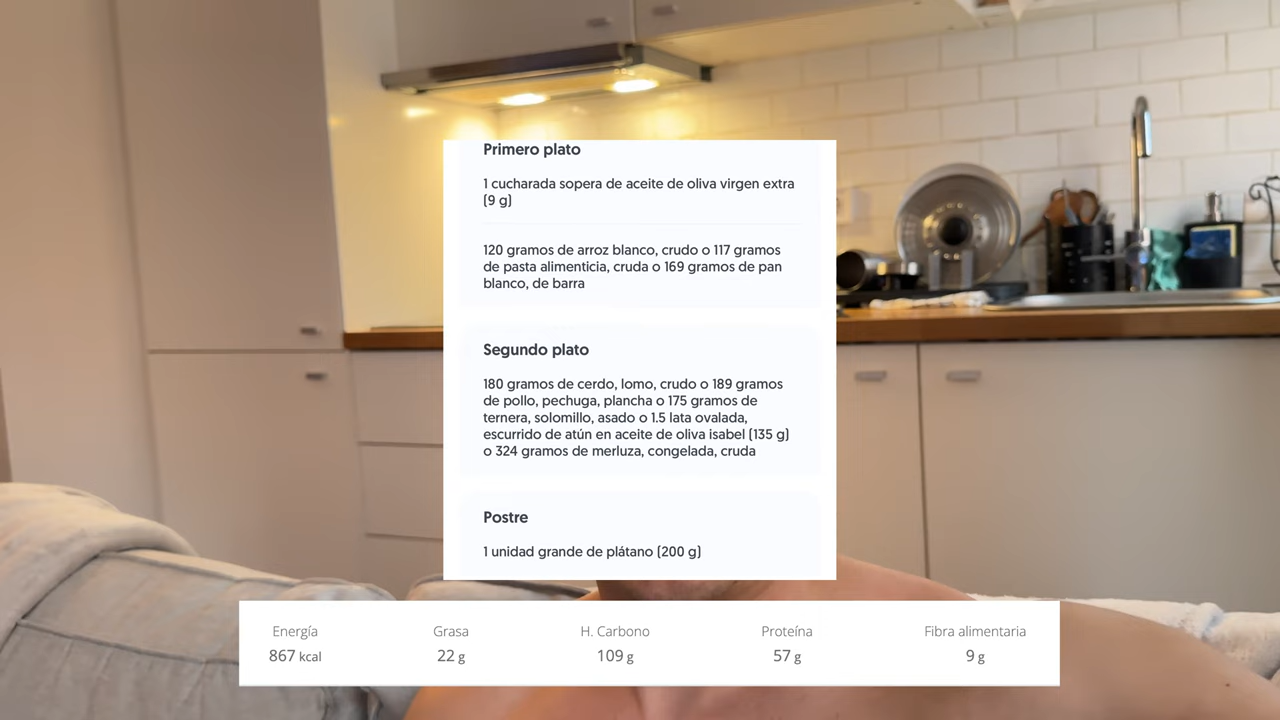 Primero plato
1 cucharada sopera de aceite de oliva virgen extra
(9 g)
120 gramos de arroz blanco, crudo o 117 gramos
de pasta alimenticia, cruda o 169 gramos de pan
blanco, de barra
Segundo plato
180 gramos de cerdo, lomo, crudo o 189 gramos
de pollo, pechuga, plancha o 175 gramos de
ternera, solomillo, asado o 1.5 lata ovalada,
escurrido de atún en aceite de oliva isabel (135 g)
o 324 gramos de merluza, congelada, cruda
Postre
1 unidad grande de plátano (200 g)
Energía Grasa H. Carbono Proteína Fibra alimentaria
867 kcal 22 g 109 g 57 g 9 g